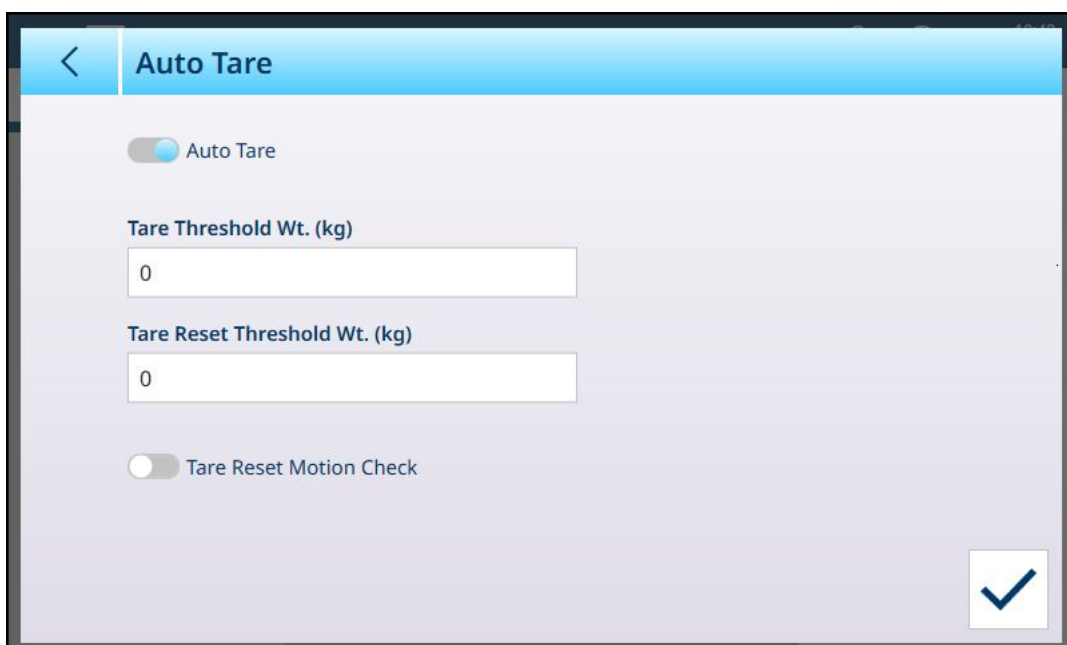 Auto Tare
Auto Tare
Tare Threshold Wt. (kg)
0
Tare Reset Threshold Wt. (kg)
0
Tare Reset Motion Check